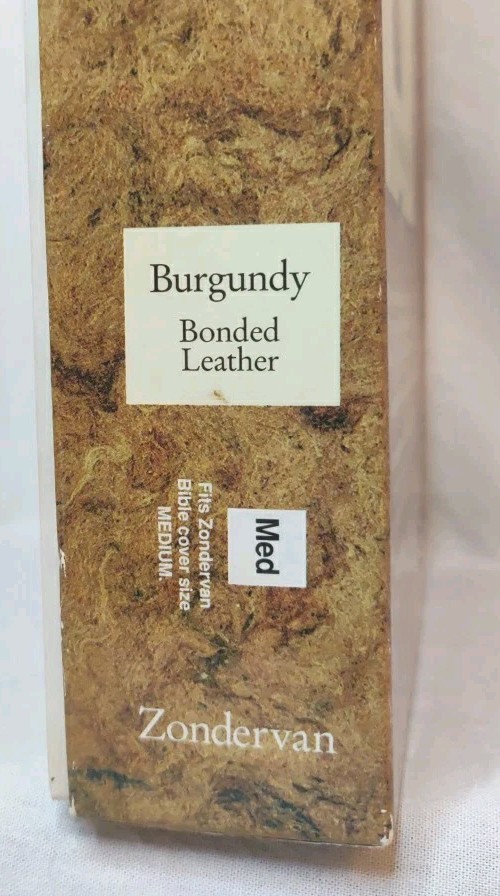 Burgundy
Bonded
Leather
Med
Fits Zondervan
Bible cover size
MEDIUM.
Zondervan